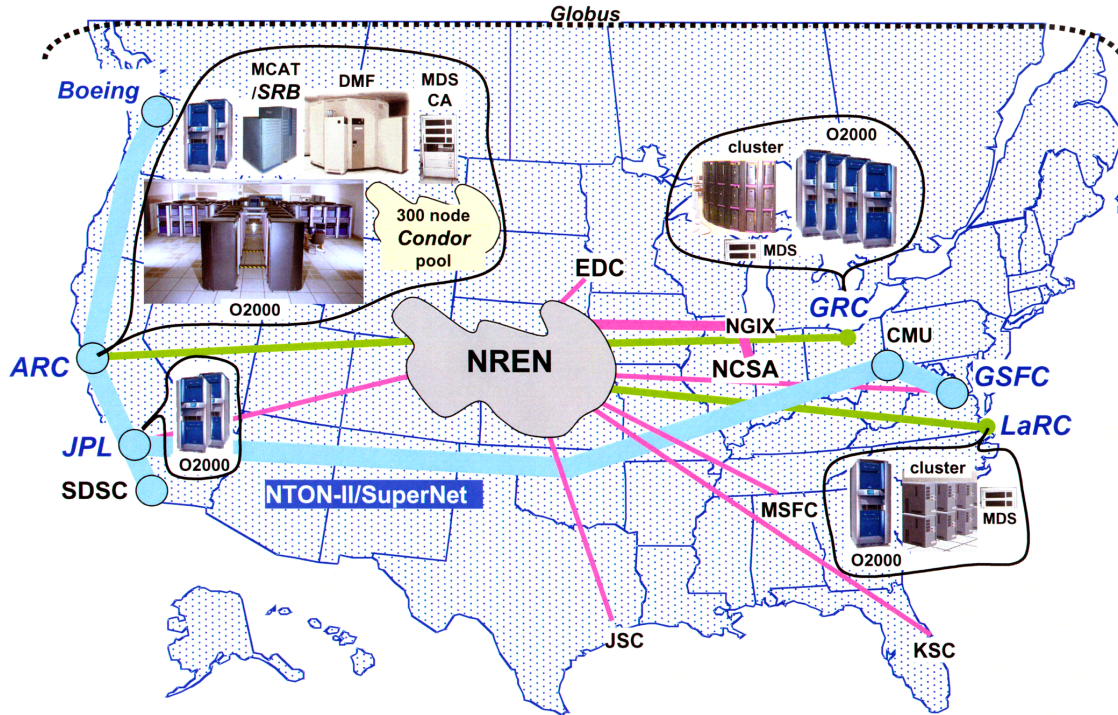 Globus
Boeing
MCAT
/SRB
DMF
MDS
CA
300 node
Condor
pool
O2000
cluster
O2000
MDS
EDC
GRC
NGIX
CMU
NREN
NCSA
ARC
GSFC
LaRC
JPL
O2000
SDSC
NTON-II/SuperNet
MSFC
cluster
MDS
O2000
JSC
KSC